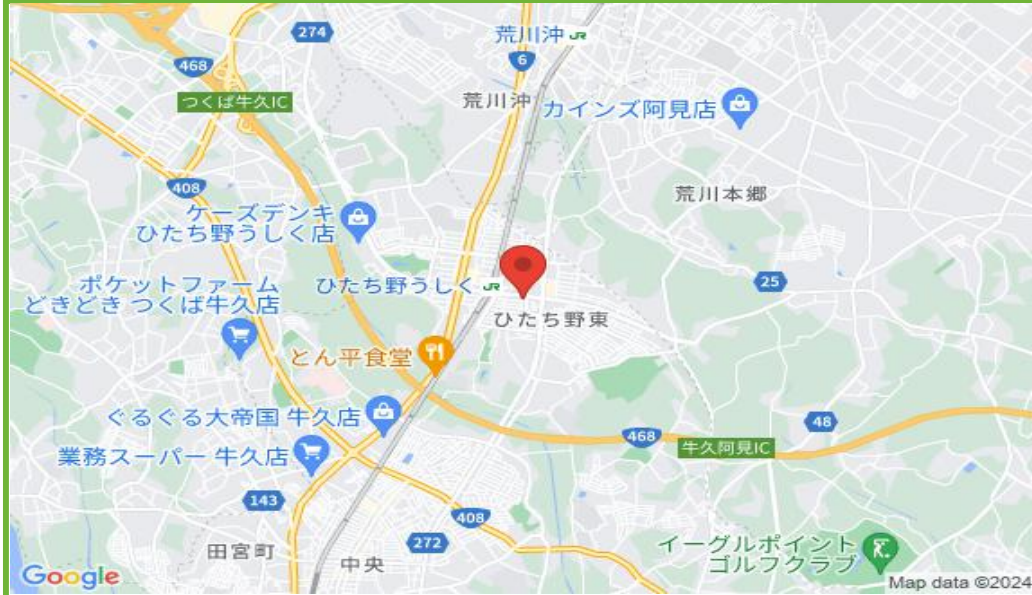 274
荒川沖 JR
6
468
つくば牛久IC
荒川沖
カインズ阿見店
408
荒川本郷
ケーズデンキ
ひたち野うしく店
ポケットファーム
どきどき つくば牛久店
ひたち野うしく JR
25
ひたち野東
とん平食堂
ぐるぐる大帝国 牛久店
48
468
牛久阿見IC
業務スーパー 牛久店
143
408
272
田宮町
中央
イーグルポイント
ゴルフクラブ
Google
Map data ©2024